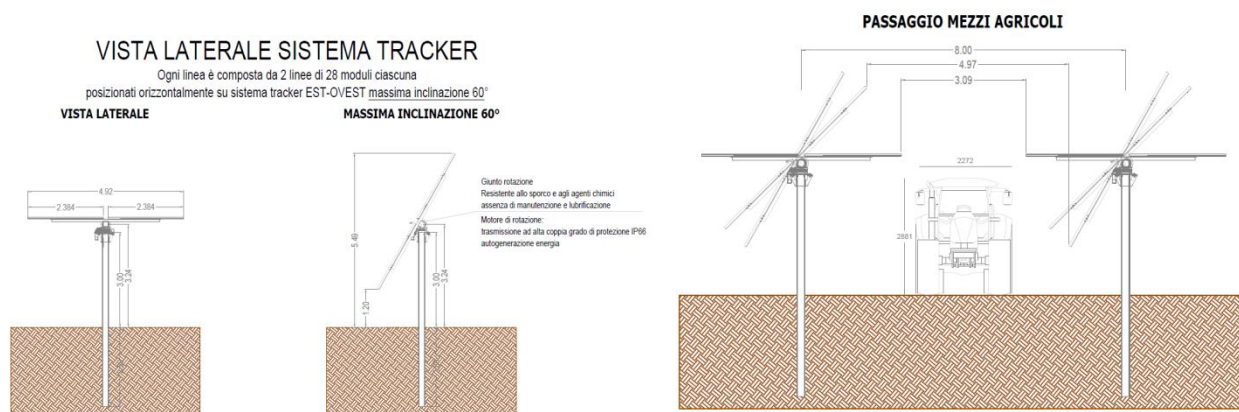 VISTA LATERALE SISTEMA TRACKER
Ogni linea è composta da 2 linee di 28 moduli ciascuna
posizionati orizzontalmente su sistema tracker EST-OVEST massima inclinazione 60°
VISTA LATERALE
MASSIMA INCLINAZIONE 60°
4.92
2.384
2.384
3.00
3.24
5.49
1.20
3.00
3.24
Giunto rotazione
Resistente allo sporco e agli agenti chimici
assenza di manutenzione e lubrificazione
Motore di rotazione:
trasmissione ad alta coppia grado di protezione IP66
autogenerazione energia
PASSAGGIO MEZZI AGRICOLI
8.00
4.97
3.09
2272
2881